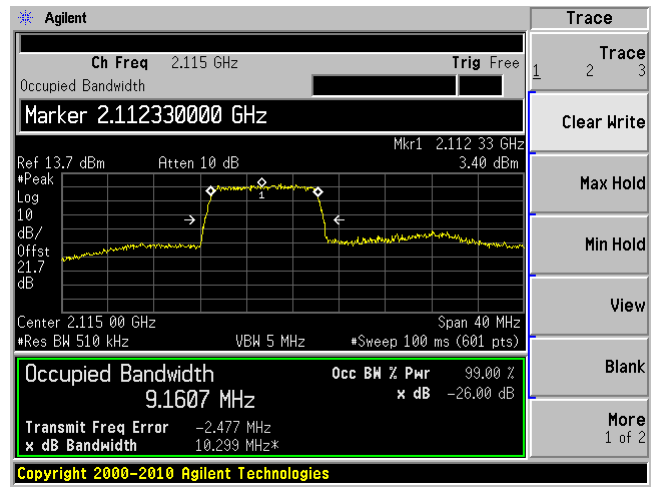 Agilent
Trace
Ch Freq 2.115 GHz
Trig Free
Occupied Bandwidth
Marker 2.112330000 GHz
Mkr1 2.112 33 GHz
Ref 13.7 dBm
Atten 10 dB
3.40 dBm
#Peak
Log
10
dB/
Offst
21.7
dB
1
Center 2.115 00 GHz
Span 40 MHz
#Res BW 510 kHz
VBW 5 MHz
#Sweep 100 ms (601 pts)
Occupied Bandwidth
9.1607 MHz
Occ BW % Pwr 99.00 %
x dB -26.00 dB
Transmit Freq Error -2.477 MHz
x dB Bandwidth 10.299 MHz*
Copyright 2000-2010 Agilent Technologies
Trace
1 2 3
Clear Write
Max Hold
Min Hold
View
Blank
More
1 of 2